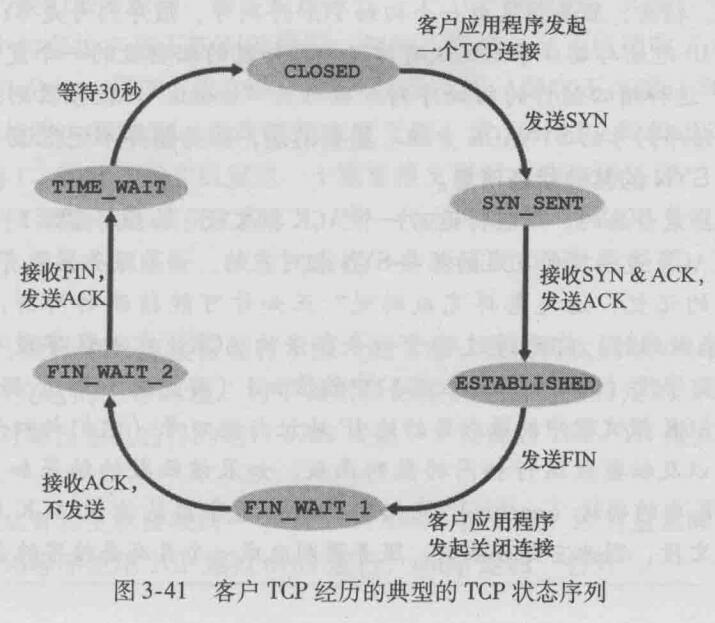 客户应用程序发起
一个TCP连接
CLOSED
等待30秒
发送SYN
TIME_WAIT
SYN_SENT
接收FIN,
发送ACK
接收SYN & ACK,
发送ACK
FIN_WAIT_2
ESTABLISHED
发送FIN
接收ACK,
不发送
FIN_WAIT_1
客户应用程序
发起关闭连接
图3-41 客户 TCP 经历的典型的 TCP 状态序列